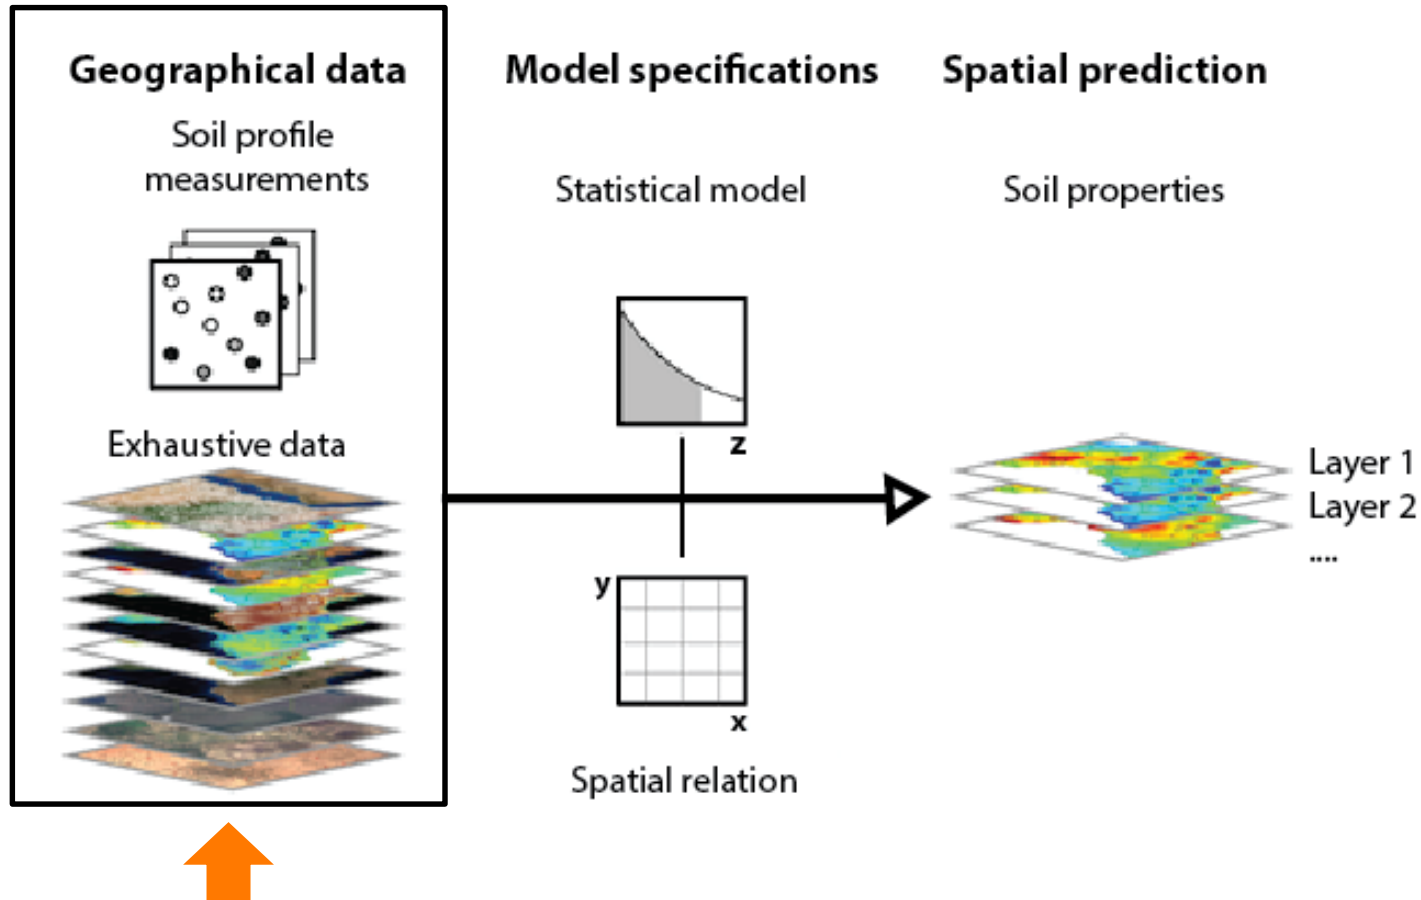 Geographical data
Soil profile
measurements
Exhaustive data
Model specifications
Statistical model
z
y
x
Spatial relation
Spatial prediction
Soil properties
Layer 1
Layer 2
....